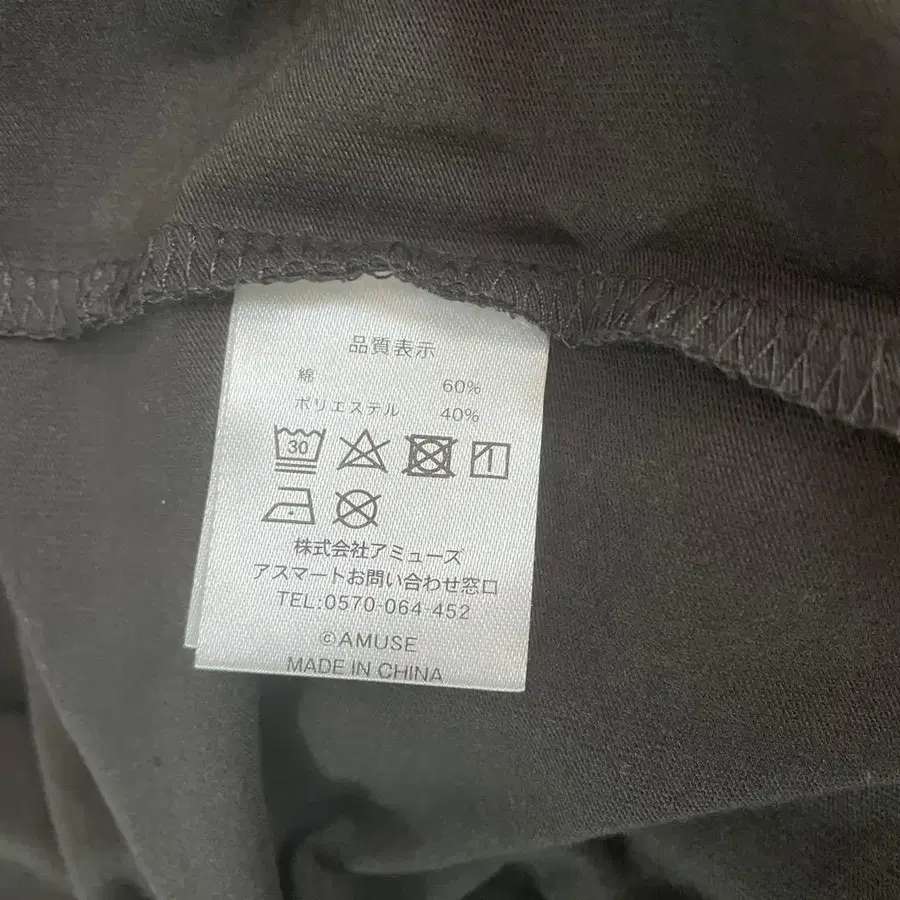 品質表示
綿 60%
ポリエステル 40%
30
株式会社アミューズ
アスマートお問い合わせ窓口
TEL:0570-064-452
©AMUSE
MADE IN CHINA